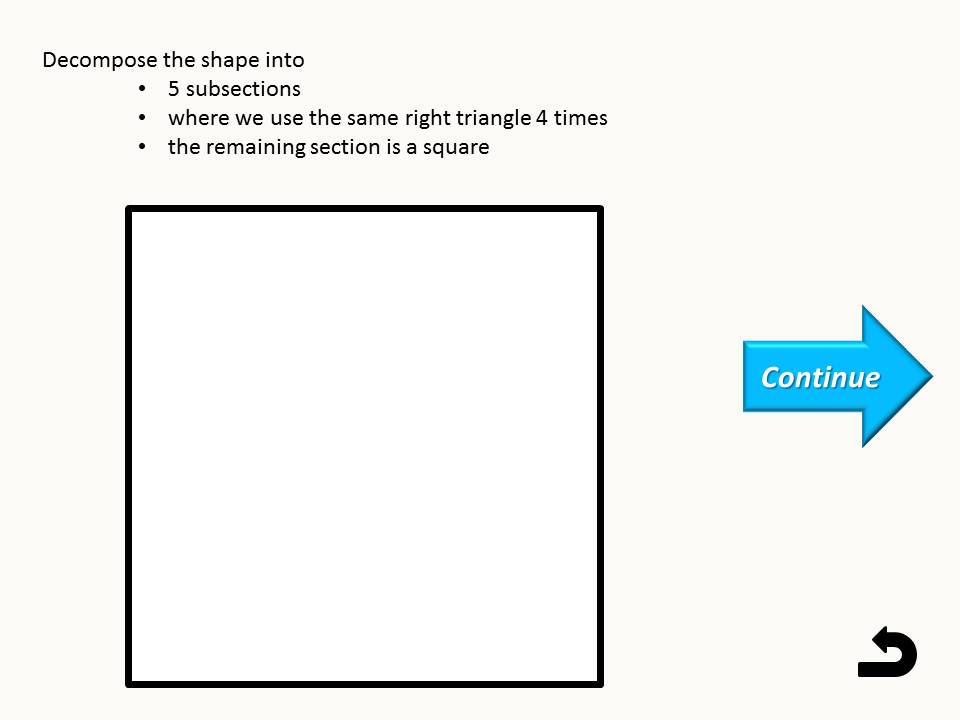 Decompose the shape into
• 5 subsections
• where we use the same right triangle 4 times
• the remaining section is a square
Continue